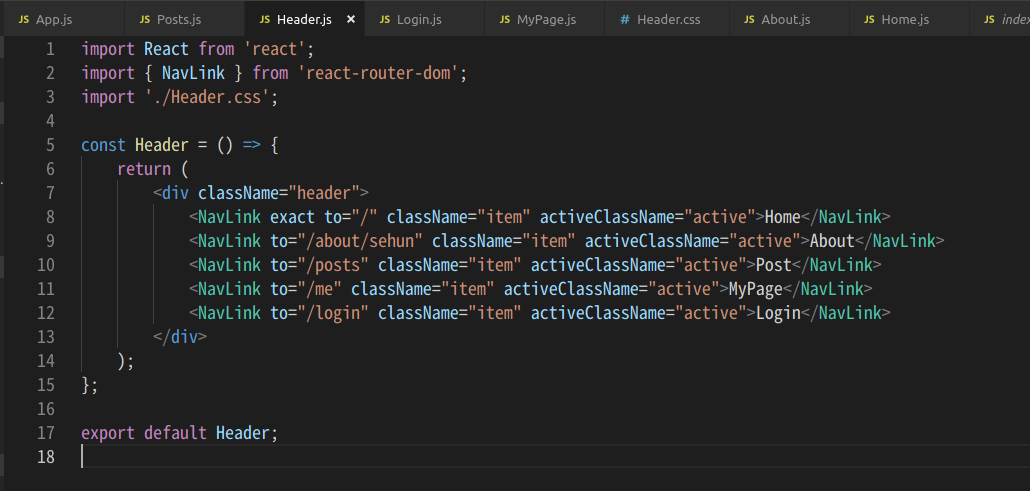 JS App.js JS Posts.js JS Header.js × JS Login.js JS MyPage.js # Header.css JS About.js JS Home.js JS index
1 import React from 'react';
2 import { NavLink } from 'react-router-dom';
3 import './Header.css';
4
5 const Header = () => {
6     return (
7         <div className="header">
8             <NavLink exact to="/" className="item" activeClassName="active">Home</NavLink>
9             <NavLink to="/about/sehun" className="item" activeClassName="active">About</NavLink>
10             <NavLink to="/posts" className="item" activeClassName="active">Post</NavLink>
11             <NavLink to="/me" className="item" activeClassName="active">MyPage</NavLink>
12             <NavLink to="/login" className="item" activeClassName="active">Login</NavLink>
13         </div>
14     );
15 };
16
17 export default Header;
18